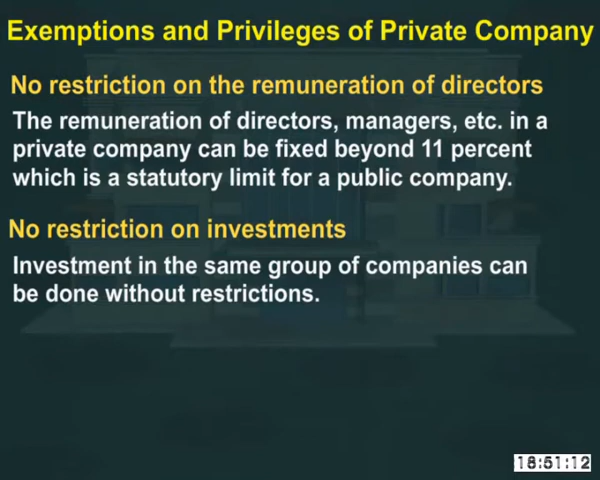 Exemptions and Privileges of Private Company
No restriction on the remuneration of directors
The remuneration of directors, managers, etc. in a
private company can be fixed beyond 11 percent
which is a statutory limit for a public company.
No restriction on investments
Investment in the same group of companies can
be done without restrictions.
18:51:12